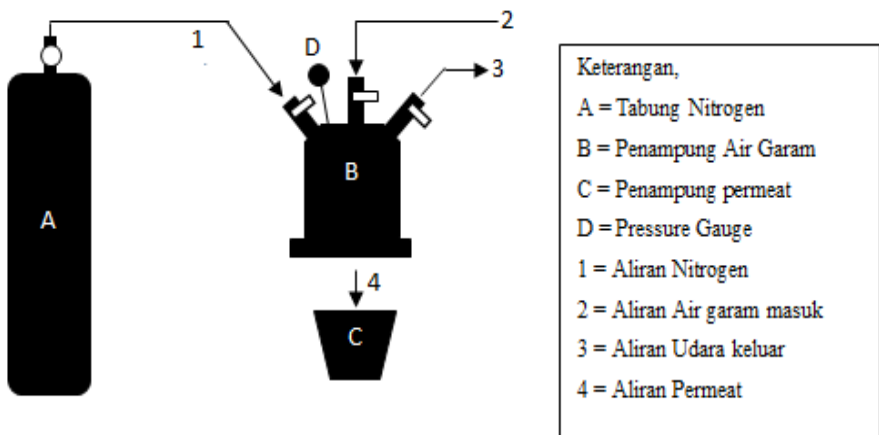 1
2
D
3
A
B
4
C
Keterangan,
A = Tabung Nitrogen
B = Penampung Air Garam
C = Penampung permeat
D = Pressure Gauge
1 = Aliran Nitrogen
2 = Aliran Air garam masuk
3 = Aliran Udara keluar
4 = Aliran Permeat